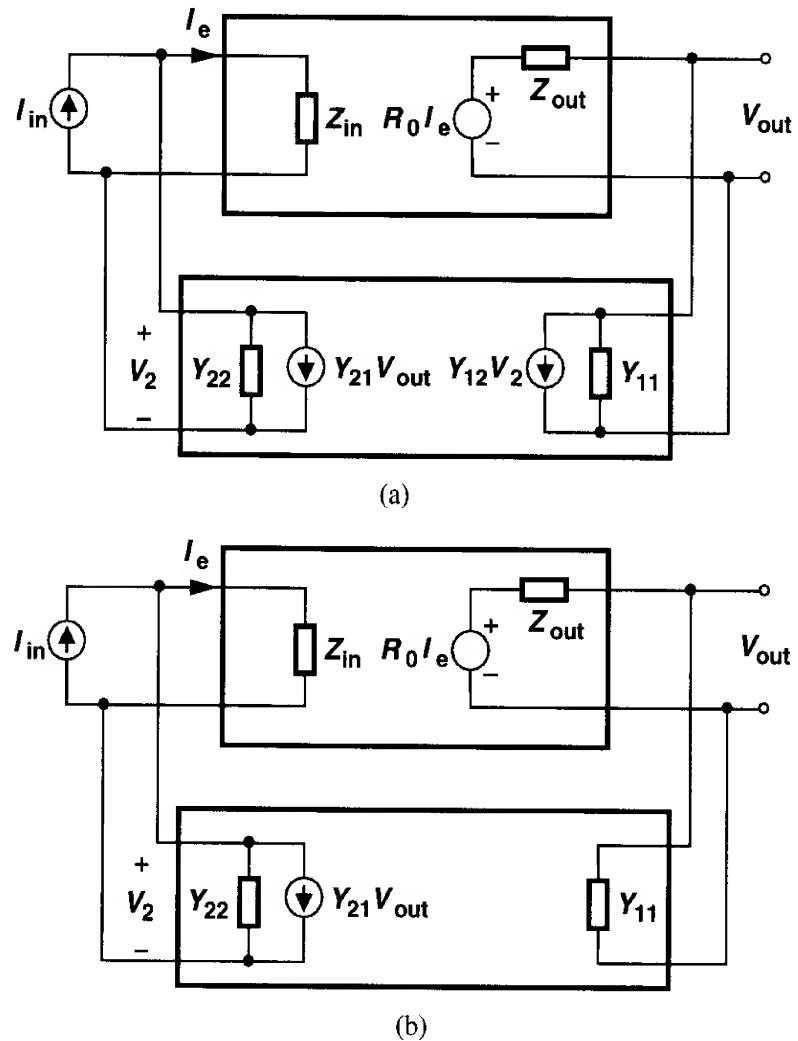 I_e
I_in
Z_in
R_0 I_e
+
−
Z_out
V_out
+
V_2
−
Y_22
Y_21 V_out
Y_12 V_2
Y_11
(a)
I_e
I_in
Z_in
R_0 I_e
+
−
Z_out
V_out
+
V_2
−
Y_22
Y_21 V_out
Y_11
(b)